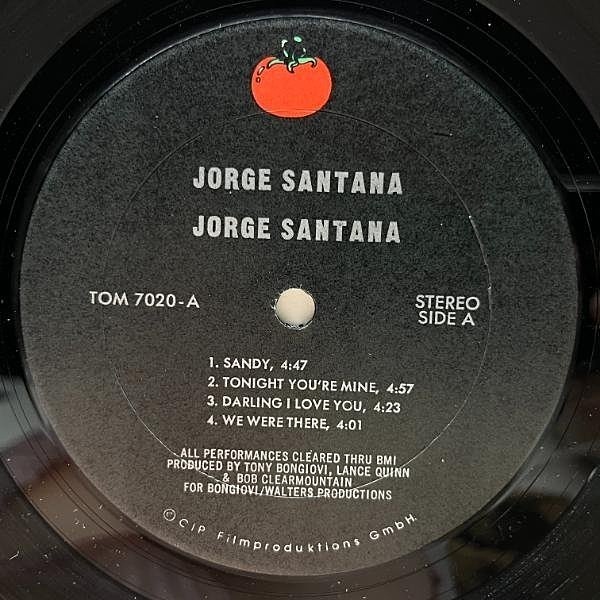 JORGE SANTANA
JORGE SANTANA
TOM 7020-A
STEREO
SIDE A
1. SANDY, 4:47
2. TONIGHT YOU'RE MINE, 4:57
3. DARLING I LOVE YOU, 4:23
4. WE WERE THERE, 4:01
ALL PERFORMANCES CLEARED THRU BMI
PRODUCED BY TONY BONGIOVI, LANCE QUINN
& BOB CLEARMOUNTAIN
FOR BONGIOVI/WALTERS PRODUCTIONS
Ⓟ©CIP Filmproduktions GmbH.